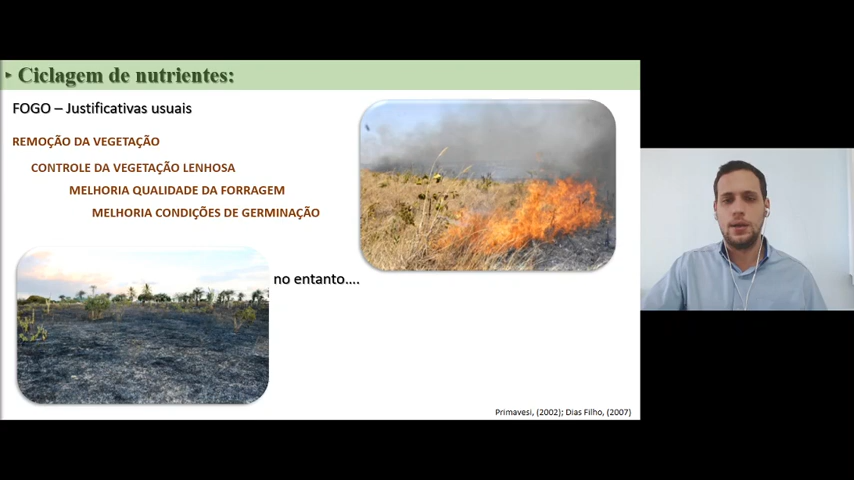 Ciclagem de nutrientes:
FOGO – Justificativas usuais
REMOÇÃO DA VEGETAÇÃO
CONTROLE DA VEGETAÇÃO LENHOSA
MELHORIA QUALIDADE DA FORRAGEM
MELHORIA CONDIÇÕES DE GERMINAÇÃO
no entanto....
Primavesi, (2002); Dias Filho, (2007)